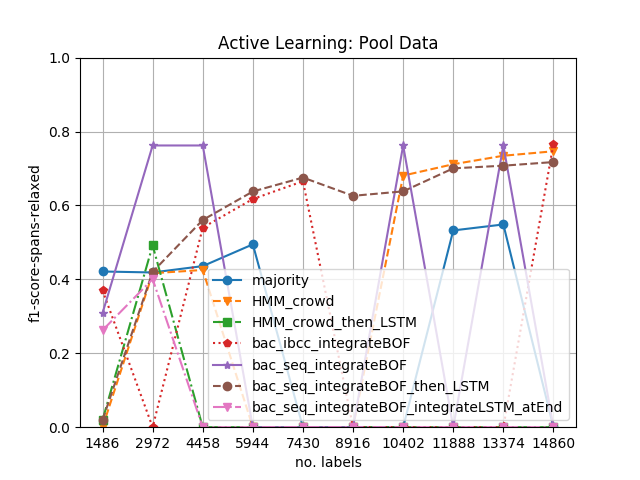 Active Learning: Pool Data
f1-score-spans-relaxed
1.0
0.8
0.6
0.4
0.2
0.0
majority
HMM_crowd
HMM_crowd_then_LSTM
bac_ibcc_integrateBOF
bac_seq_integrateBOF
bac_seq_integrateBOF_then_LSTM
bac_seq_integrateBOF_integrateLSTM_atEnd
1486 2972 4458 5944 7430 8916 10402 11888 13374 14860
no. labels